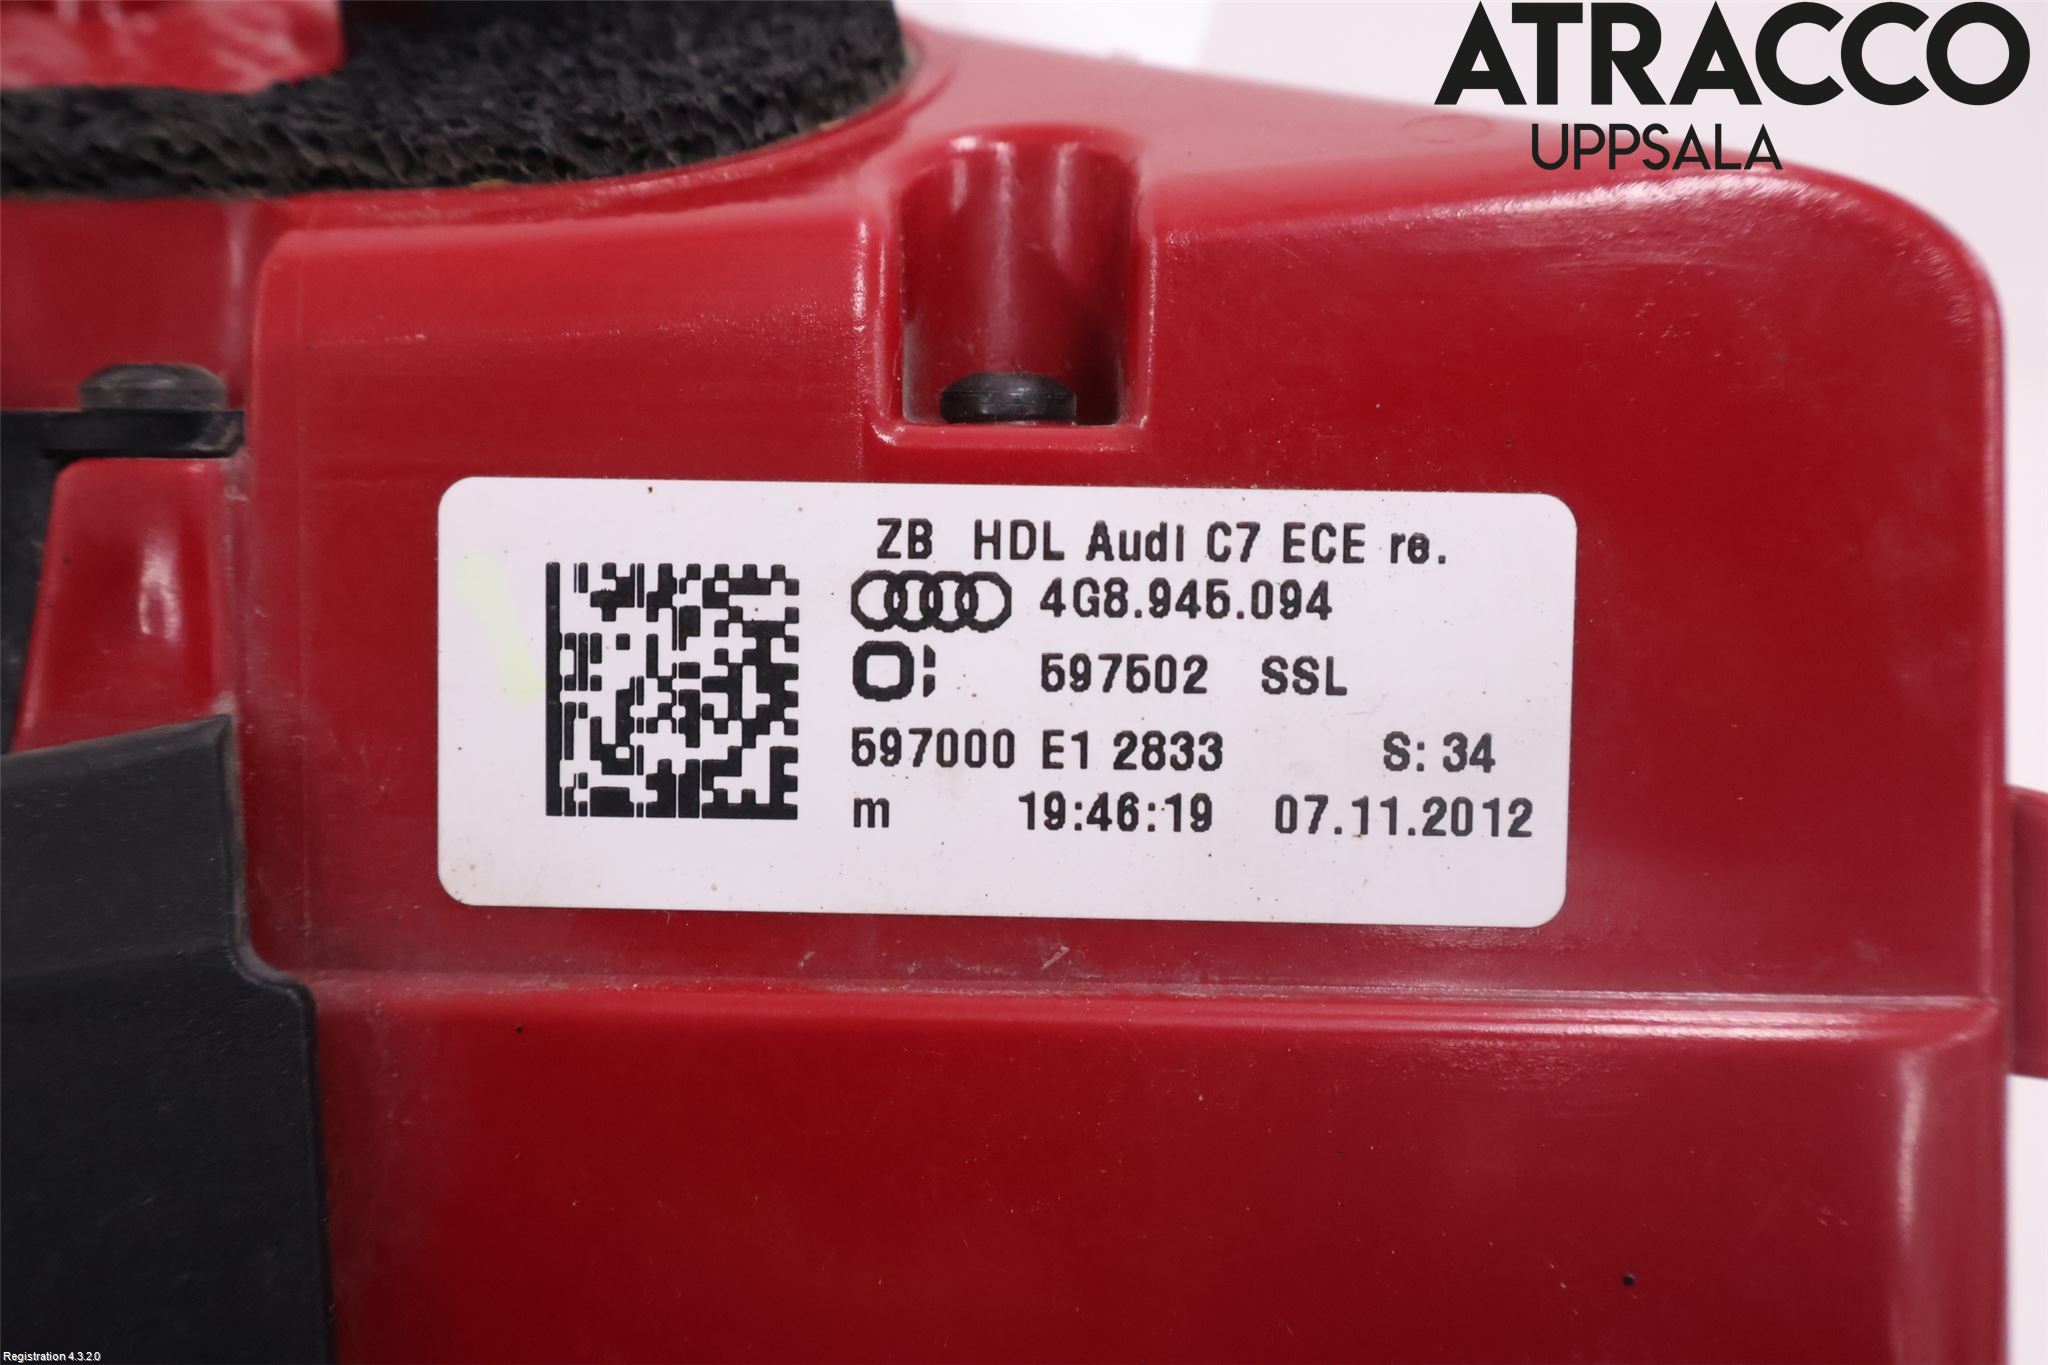 ATRACCO
UPPSALA
ZB HDL Audi C7 ECE re.
4G8.945.094
597502 SSL
597000 E1 2833 S: 34
m 19:46:19 07.11.2012
Registration 4.3.2.0